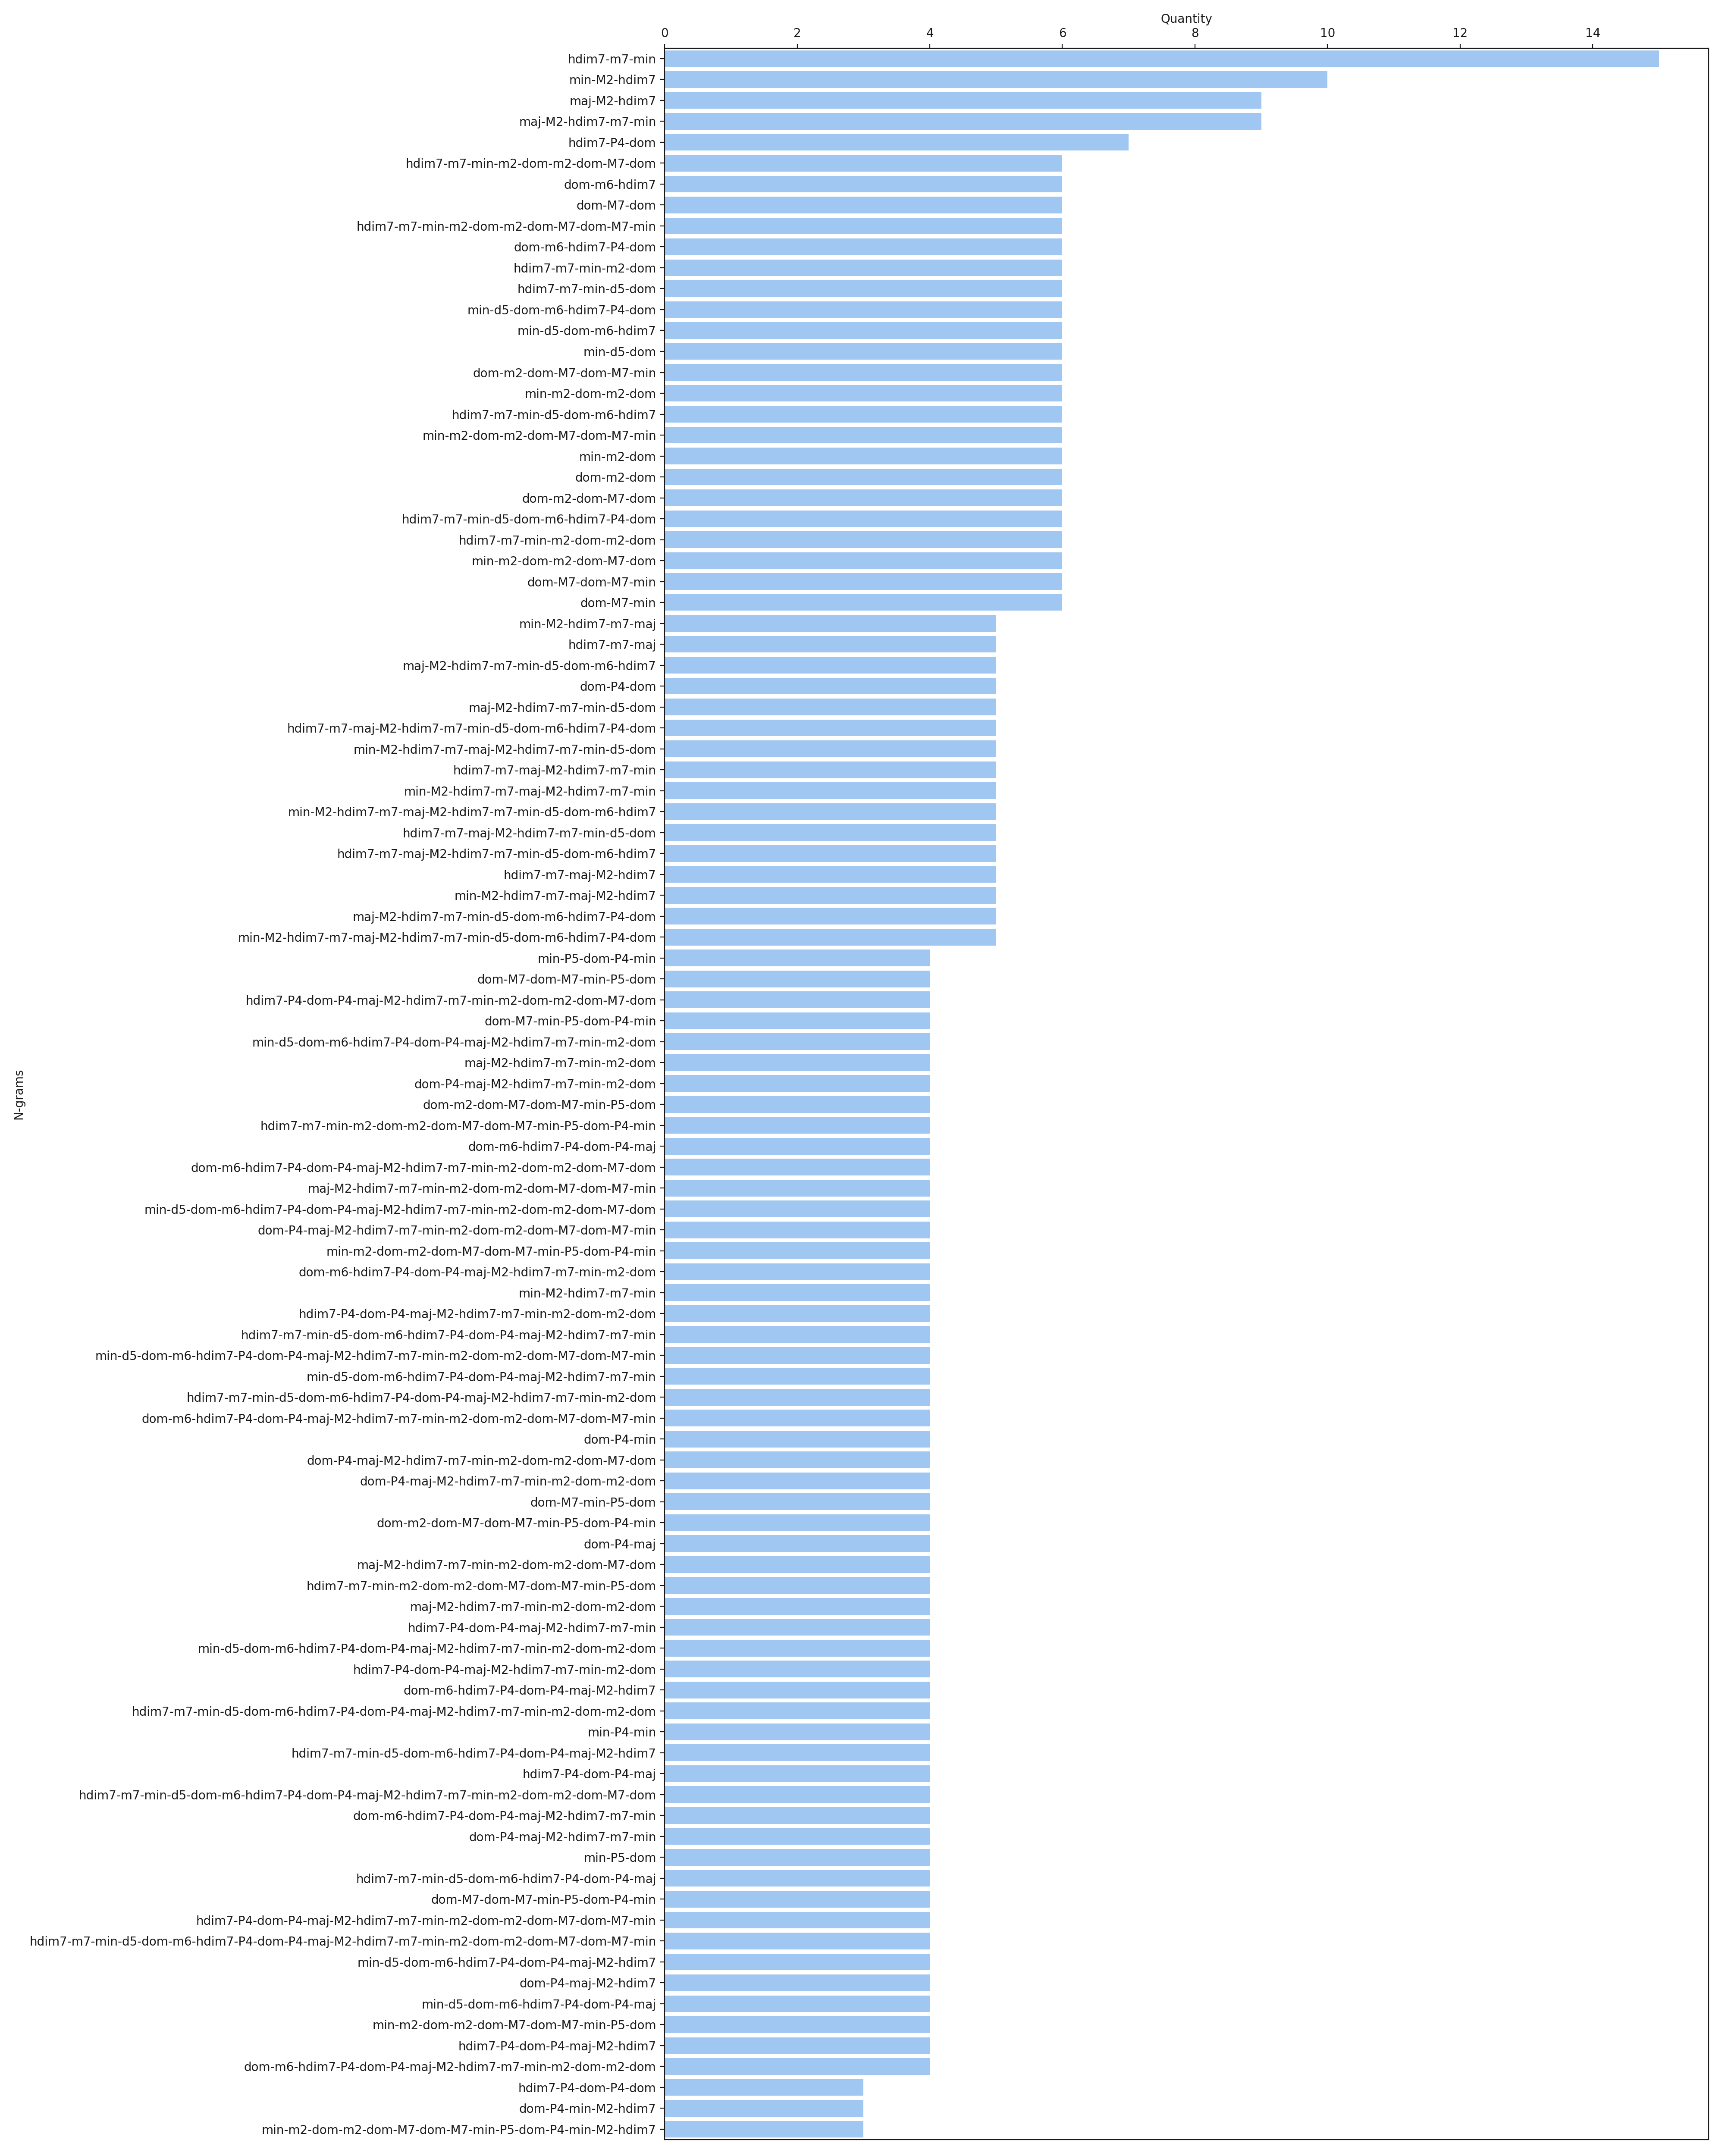 Quantity
0 2 4 6 8 10 12 14
hdim7-m7-min
min-M2-hdim7
maj-M2-hdim7
maj-M2-hdim7-m7-min
hdim7-P4-dom
hdim7-m7-min-m2-dom-m2-dom-M7-dom
dom-m6-hdim7
dom-M7-dom
hdim7-m7-min-m2-dom-m2-dom-M7-dom-M7-min
dom-m6-hdim7-P4-dom
hdim7-m7-min-m2-dom
hdim7-m7-min-d5-dom
min-d5-dom-m6-hdim7-P4-dom
min-d5-dom-m6-hdim7
min-d5-dom
dom-m2-dom-M7-dom-M7-min
min-m2-dom-m2-dom
hdim7-m7-min-d5-dom-m6-hdim7
min-m2-dom-m2-dom-M7-dom-M7-min
min-m2-dom
dom-m2-dom
dom-m2-dom-M7-dom
hdim7-m7-min-d5-dom-m6-hdim7-P4-dom
hdim7-m7-min-m2-dom-m2-dom
min-m2-dom-m2-dom-M7-dom
dom-M7-dom-M7-min
dom-M7-min
min-M2-hdim7-m7-maj
hdim7-m7-maj
maj-M2-hdim7-m7-min-d5-dom-m6-hdim7
dom-P4-dom
maj-M2-hdim7-m7-min-d5-dom
hdim7-m7-maj-M2-hdim7-m7-min-d5-dom-m6-hdim7-P4-dom
min-M2-hdim7-m7-maj-M2-hdim7-m7-min-d5-dom
hdim7-m7-maj-M2-hdim7-m7-min
min-M2-hdim7-m7-maj-M2-hdim7-m7-min
min-M2-hdim7-m7-maj-M2-hdim7-m7-min-d5-dom-m6-hdim7
hdim7-m7-maj-M2-hdim7-m7-min-d5-dom
hdim7-m7-maj-M2-hdim7-m7-min-d5-dom-m6-hdim7
hdim7-m7-maj-M2-hdim7
min-M2-hdim7-m7-maj-M2-hdim7
maj-M2-hdim7-m7-min-d5-dom-m6-hdim7-P4-dom
min-M2-hdim7-m7-maj-M2-hdim7-m7-min-d5-dom-m6-hdim7-P4-dom
min-P5-dom-P4-min
dom-M7-dom-M7-min-P5-dom
hdim7-P4-dom-P4-maj-M2-hdim7-m7-min-m2-dom-m2-dom-M7-dom
dom-M7-min-P5-dom-P4-min
min-d5-dom-m6-hdim7-P4-dom-P4-maj-M2-hdim7-m7-min-m2-dom
maj-M2-hdim7-m7-min-m2-dom
dom-P4-maj-M2-hdim7-m7-min-m2-dom
dom-m2-dom-M7-dom-M7-min-P5-dom
hdim7-m7-min-m2-dom-m2-dom-M7-dom-M7-min-P5-dom-P4-min
dom-m6-hdim7-P4-dom-P4-maj
dom-m6-hdim7-P4-dom-P4-maj-M2-hdim7-m7-min-m2-dom-m2-dom-M7-dom
maj-M2-hdim7-m7-min-m2-dom-m2-dom-M7-dom-M7-min
min-d5-dom-m6-hdim7-P4-dom-P4-maj-M2-hdim7-m7-min-m2-dom-m2-dom-M7-dom
dom-P4-maj-M2-hdim7-m7-min-m2-dom-m2-dom-M7-dom-M7-min
min-m2-dom-m2-dom-M7-dom-M7-min-P5-dom-P4-min
dom-m6-hdim7-P4-dom-P4-maj-M2-hdim7-m7-min-m2-dom
min-M2-hdim7-m7-min
hdim7-P4-dom-P4-maj-M2-hdim7-m7-min-m2-dom-m2-dom
hdim7-m7-min-d5-dom-m6-hdim7-P4-dom-P4-maj-M2-hdim7-m7-min
min-d5-dom-m6-hdim7-P4-dom-P4-maj-M2-hdim7-m7-min-m2-dom-m2-dom-M7-dom-M7-min
min-d5-dom-m6-hdim7-P4-dom-P4-maj-M2-hdim7-m7-min
hdim7-m7-min-d5-dom-m6-hdim7-P4-dom-P4-maj-M2-hdim7-m7-min-m2-dom
dom-m6-hdim7-P4-dom-P4-maj-M2-hdim7-m7-min-m2-dom-m2-dom-M7-dom-M7-min
dom-P4-min
dom-P4-maj-M2-hdim7-m7-min-m2-dom-m2-dom-M7-dom
dom-P4-maj-M2-hdim7-m7-min-m2-dom-m2-dom
dom-M7-min-P5-dom
dom-m2-dom-M7-dom-M7-min-P5-dom-P4-min
dom-P4-maj
maj-M2-hdim7-m7-min-m2-dom-m2-dom-M7-dom
hdim7-m7-min-m2-dom-m2-dom-M7-dom-M7-min-P5-dom
maj-M2-hdim7-m7-min-m2-dom-m2-dom
hdim7-P4-dom-P4-maj-M2-hdim7-m7-min
min-d5-dom-m6-hdim7-P4-dom-P4-maj-M2-hdim7-m7-min-m2-dom-m2-dom
hdim7-P4-dom-P4-maj-M2-hdim7-m7-min-m2-dom
dom-m6-hdim7-P4-dom-P4-maj-M2-hdim7
hdim7-m7-min-d5-dom-m6-hdim7-P4-dom-P4-maj-M2-hdim7-m7-min-m2-dom-m2-dom
min-P4-min
hdim7-m7-min-d5-dom-m6-hdim7-P4-dom-P4-maj-M2-hdim7
hdim7-P4-dom-P4-maj
hdim7-m7-min-d5-dom-m6-hdim7-P4-dom-P4-maj-M2-hdim7-m7-min-m2-dom-m2-dom-M7-dom
dom-m6-hdim7-P4-dom-P4-maj-M2-hdim7-m7-min
dom-P4-maj-M2-hdim7-m7-min
min-P5-dom
hdim7-m7-min-d5-dom-m6-hdim7-P4-dom-P4-maj
dom-M7-dom-M7-min-P5-dom-P4-min
hdim7-P4-dom-P4-maj-M2-hdim7-m7-min-m2-dom-m2-dom-M7-dom-M7-min
hdim7-m7-min-d5-dom-m6-hdim7-P4-dom-P4-maj-M2-hdim7-m7-min-m2-dom-m2-dom-M7-dom-M7-min
min-d5-dom-m6-hdim7-P4-dom-P4-maj-M2-hdim7
dom-P4-maj-M2-hdim7
min-d5-dom-m6-hdim7-P4-dom-P4-maj
min-m2-dom-m2-dom-M7-dom-M7-min-P5-dom
hdim7-P4-dom-P4-maj-M2-hdim7
dom-m6-hdim7-P4-dom-P4-maj-M2-hdim7-m7-min-m2-dom-m2-dom
hdim7-P4-dom-P4-dom
dom-P4-min-M2-hdim7
min-m2-dom-m2-dom-M7-dom-M7-min-P5-dom-P4-min-M2-hdim7
N-grams